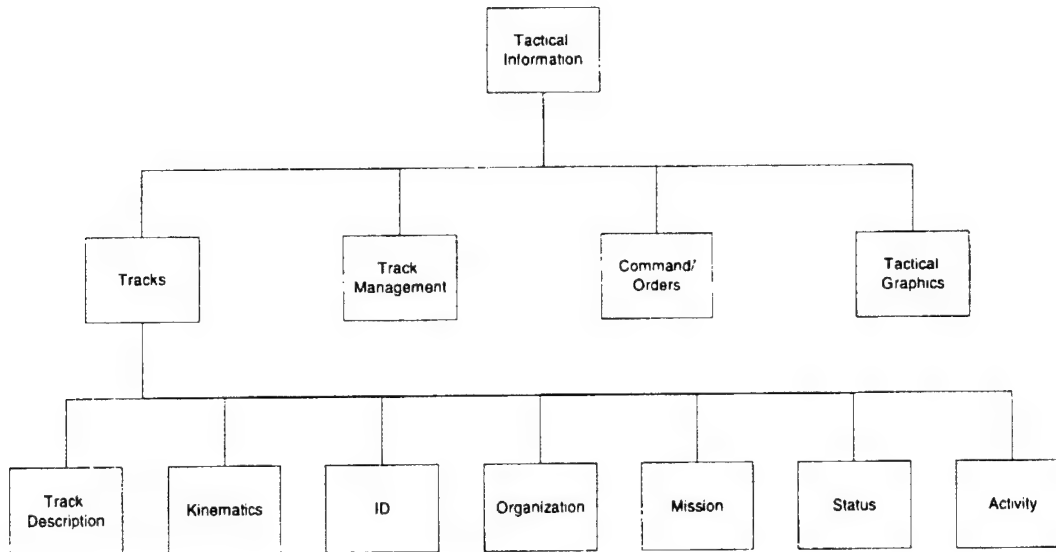 Tactical
Information
Tracks
Track
Management
Command/
Orders
Tactical
Graphics
Track
Description
Kinematics
ID
Organization
Mission
Status
Activity